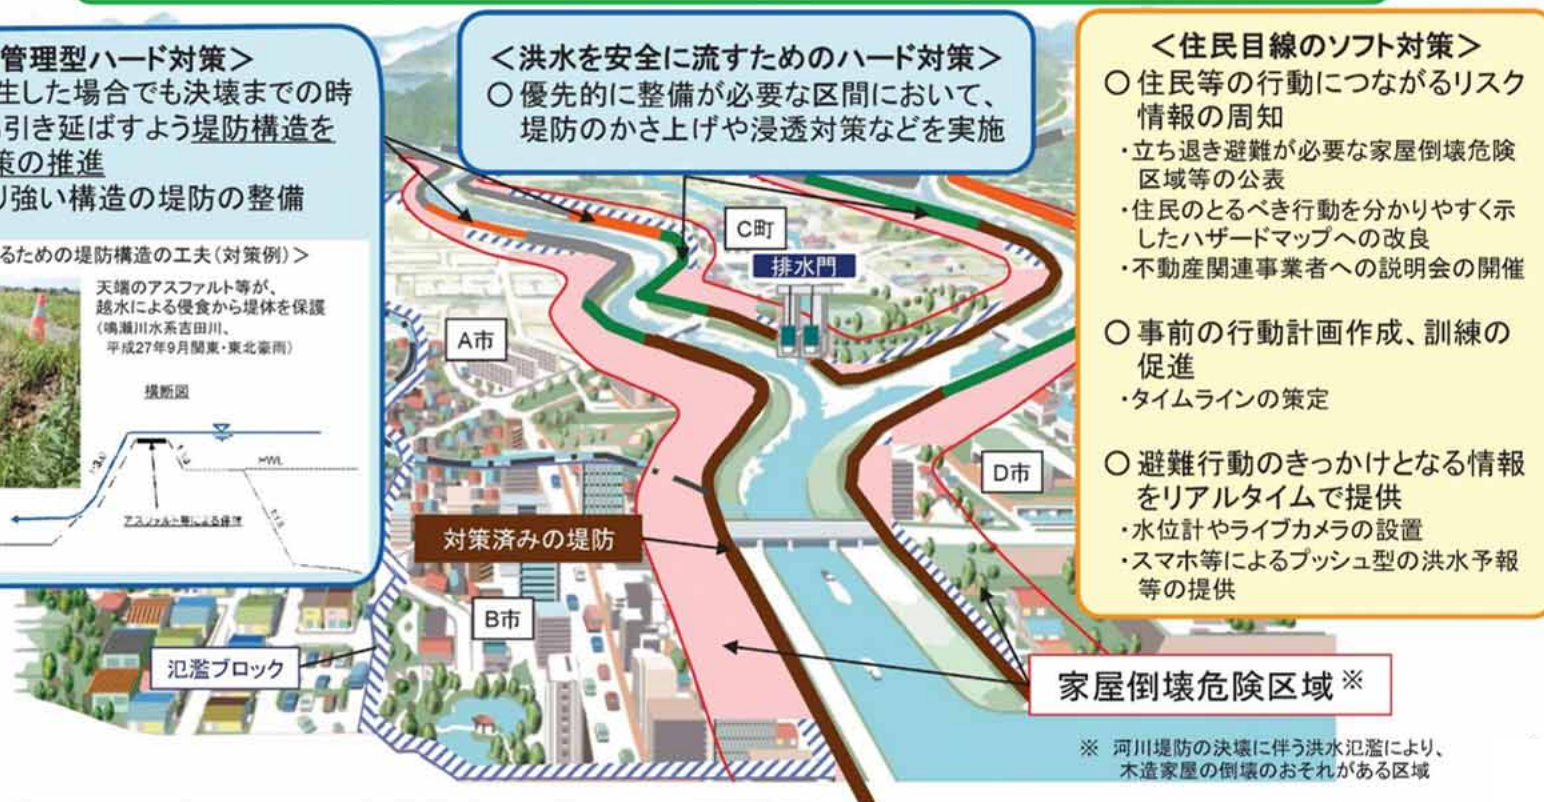 管理型ハード対策＞
生した場合でも決壊までの時
引き延ばすよう堤防構造を
策の推進
り強い構造の堤防の整備
るための堤防構造の工夫（対策例）＞
天端のアスファルト等が、
越水による侵食から堤体を保護
（鳴瀬川水系吉田川、
平成27年9月関東・東北豪雨）
横断図
HWL
アスファルト等による保護
＜洪水を安全に流すためのハード対策＞
○ 優先的に整備が必要な区間において、
堤防のかさ上げや浸透対策などを実施
＜住民目線のソフト対策＞
○ 住民等の行動につながるリスク
情報の周知
・立ち退き避難が必要な家屋倒壊危険
区域等の公表
・住民のとるべき行動を分かりやすく示
したハザードマップへの改良
・不動産関連事業者への説明会の開催
○ 事前の行動計画作成、訓練の
促進
・タイムラインの策定
○ 避難行動のきっかけとなる情報
をリアルタイムで提供
・水位計やライブカメラの設置
・スマホ等によるプッシュ型の洪水予報
等の提供
C町
排水門
A市
D市
対策済みの堤防
B市
氾濫ブロック
家屋倒壊危険区域※
※ 河川堤防の決壊に伴う洪水氾濫により、
木造家屋の倒壊のおそれがある区域